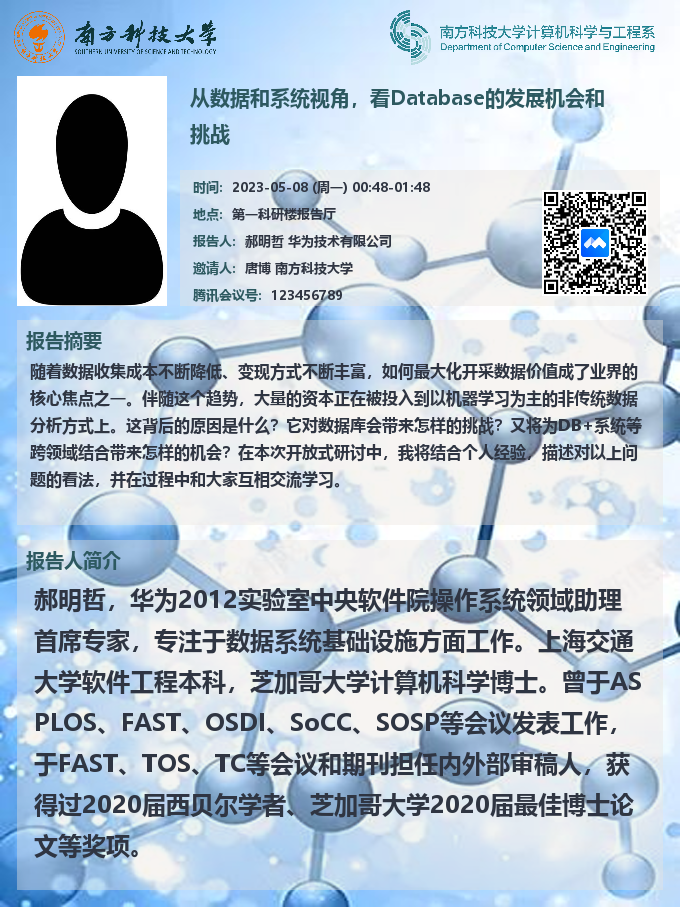 南方科技大学
SOUTHERN UNIVERSITY OF SCIENCE AND TECHNOLOGY
南方科技大学计算机科学与工程系
Department of Computer Science and Engineering
从数据和系统视角，看Database的发展机会和
挑战
时间：2023-05-08 (周一) 00:48-01:48
地点：第一科研楼报告厅
报告人：郝明哲 华为技术有限公司
邀请人：唐博 南方科技大学
腾讯会议号：123456789
报告摘要
随着数据收集成本不断降低、变现方式不断丰富，如何最大化开采数据价值成了业界的
核心焦点之一。伴随这个趋势，大量的资本正在被投入到以机器学习为主的非传统数据
分析方式上。这背后的原因是什么？它对数据库会带来怎样的挑战？又将为DB+系统等
跨领域结合带来怎样的机会？在本次开放式研讨中，我将结合个人经验，描述对以上问
题的看法，并在过程中和大家互相交流学习。
报告人简介
郝明哲，华为2012实验室中央软件院操作系统领域助理
首席专家，专注于数据系统基础设施方面工作。上海交通
大学软件工程本科，芝加哥大学计算机科学博士。曾于AS
PLOS、FAST、OSDI、SoCC、SOSP等会议发表工作，
于FAST、TOS、TC等会议和期刊担任内外部审稿人，获
得过2020届西贝尔学者、芝加哥大学2020届最佳博士论
文等奖项。